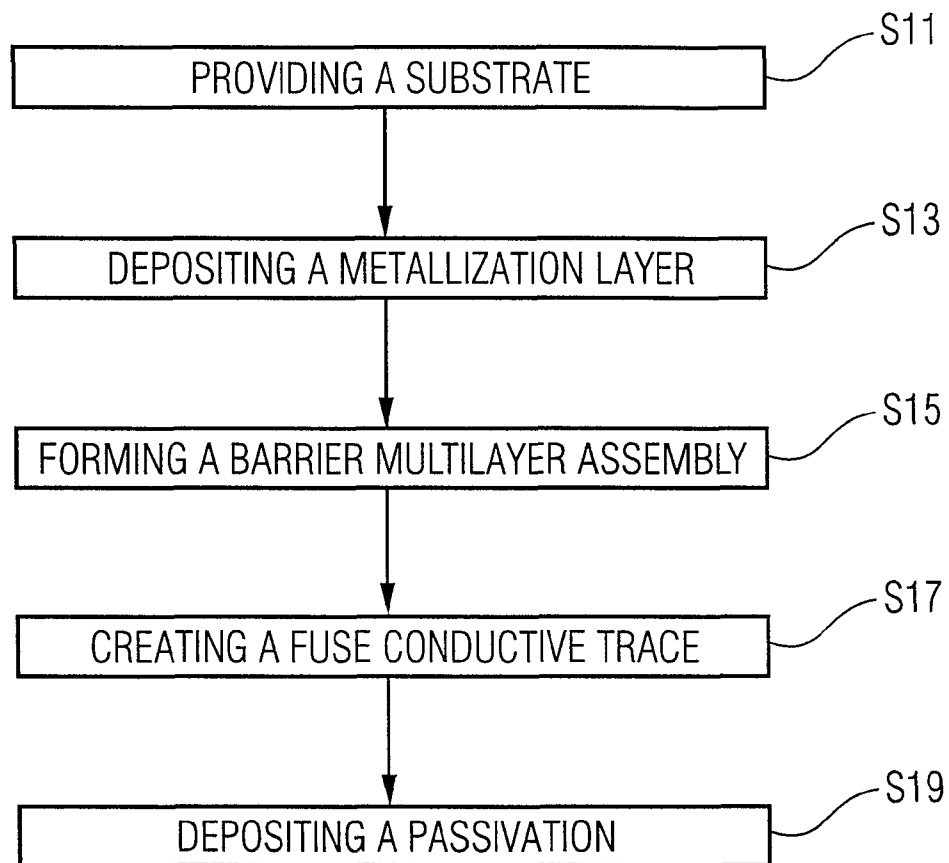 S11
PROVIDING A SUBSTRATE
S13
DEPOSITING A METALLIZATION LAYER
S15
FORMING A BARRIER MULTILAYER ASSEMBLY
S17
CREATING A FUSE CONDUCTIVE TRACE
S19
DEPOSITING A PASSIVATION